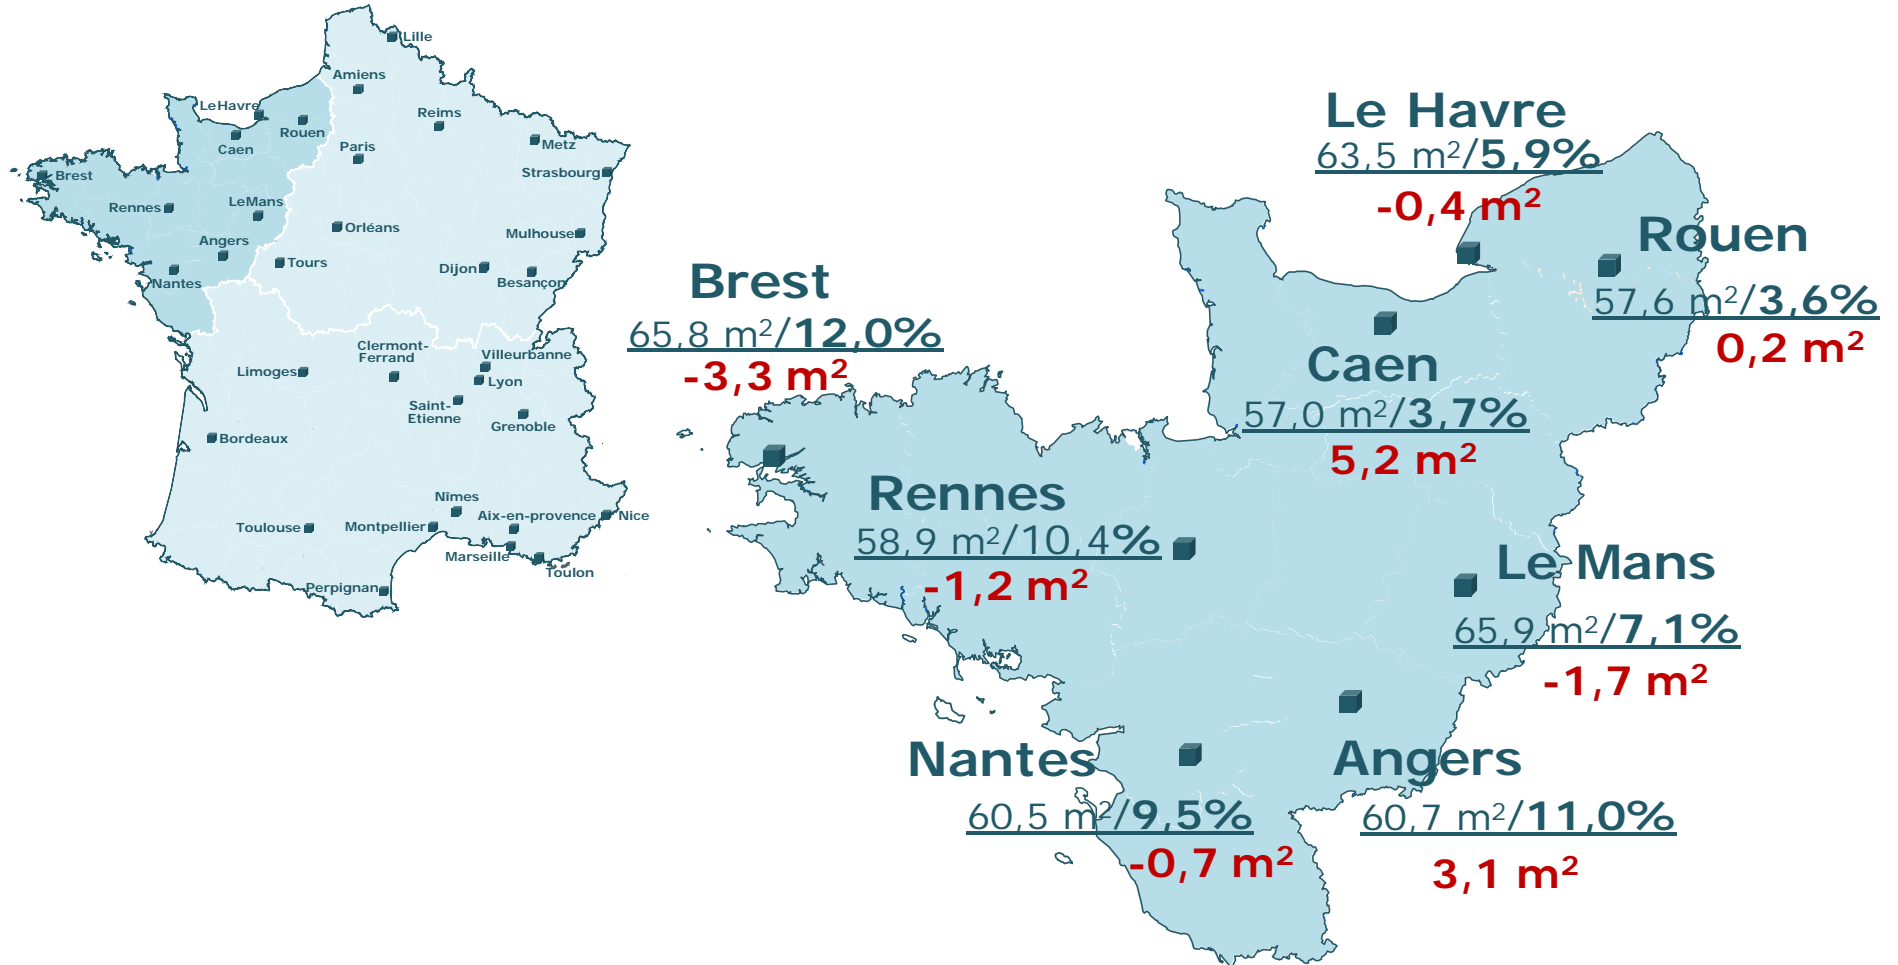 Lille
Amiens
Le Havre
Reims
Rouen
Caen
Paris
Metz
Strasbourg
Brest
Rennes
Le Mans
Orléans
Mulhouse
Angers
Tours
Dijon
Besançon
Nantes
Clermont-
Ferrand
Villeurbanne
Limoges
Lyon
Saint-
Etienne
Grenoble
Bordeaux
Nîmes
Aix-en-provence
Nice
Toulouse
Montpellier
Marseille
Toulon
Perpignan
Le Havre
63,5 m²/5,9%
-0,4 m²
Rouen
57,6 m²/3,6%
0,2 m²
Brest
65,8 m²/12,0%
-3,3 m²
Caen
57,0 m²/3,7%
5,2 m²
Rennes
58,9 m²/10,4%
-1,2 m²
Le Mans
65,9 m²/7,1%
-1,7 m²
Nantes
60,5 m²/9,5%
-0,7 m²
Angers
60,7 m²/11,0%
3,1 m²